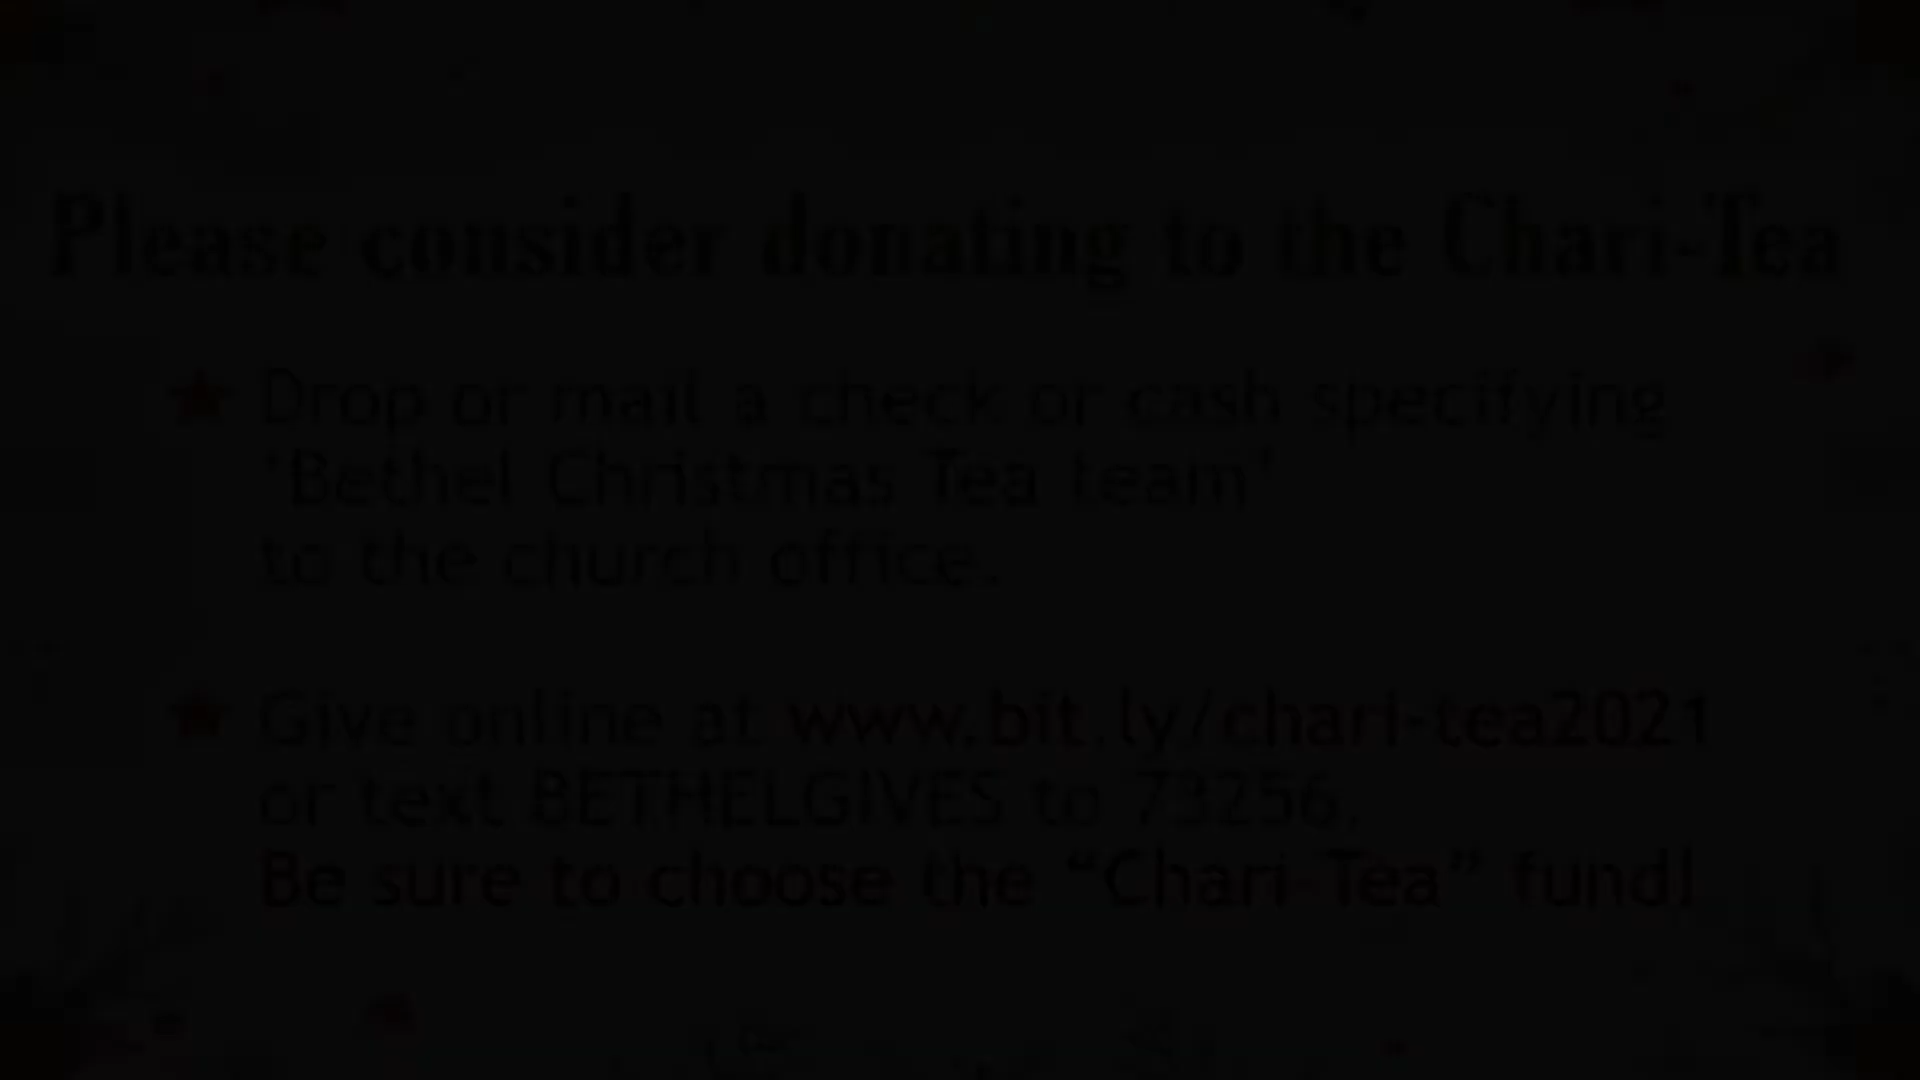 Please consider donating to the Chari-Tea
★ Drop or mail a check or cash specifying
'Bethel Christmas Tea team'
to the church office.
★ Give online at www.bit.ly/chari-tea2021
or text BETHELGIVES to 73256.
Be sure to choose the “Chari-Tea” fund!